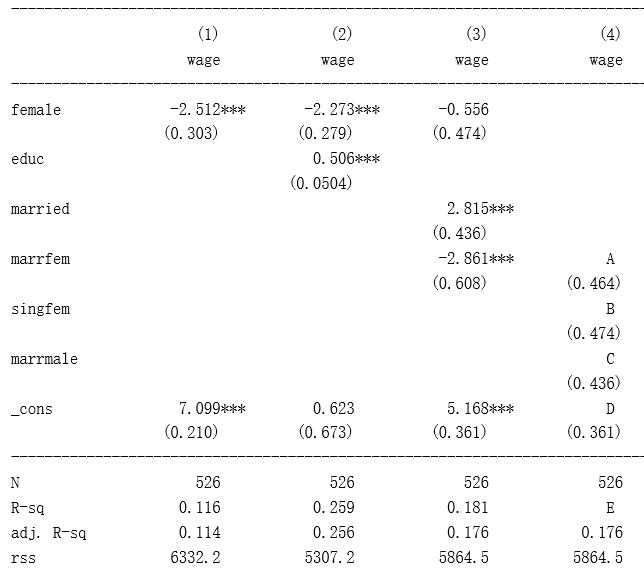 (1) (2) (3) (4)
wage wage wage wage
female -2.512*** -2.273*** -0.556
(0.303) (0.279) (0.474)
educ 0.506***
(0.0504)
married 2.815***
(0.436)
marrfem -2.861*** A
(0.608) (0.464)
singfem B
(0.474)
marrmale C
(0.436)
_cons 7.099*** 0.623 5.168*** D
(0.210) (0.673) (0.361) (0.361)
N 526 526 526 526
R-sq 0.116 0.259 0.181 E
adj. R-sq 0.114 0.256 0.176 0.176
rss 6332.2 5307.2 5864.5 5864.5